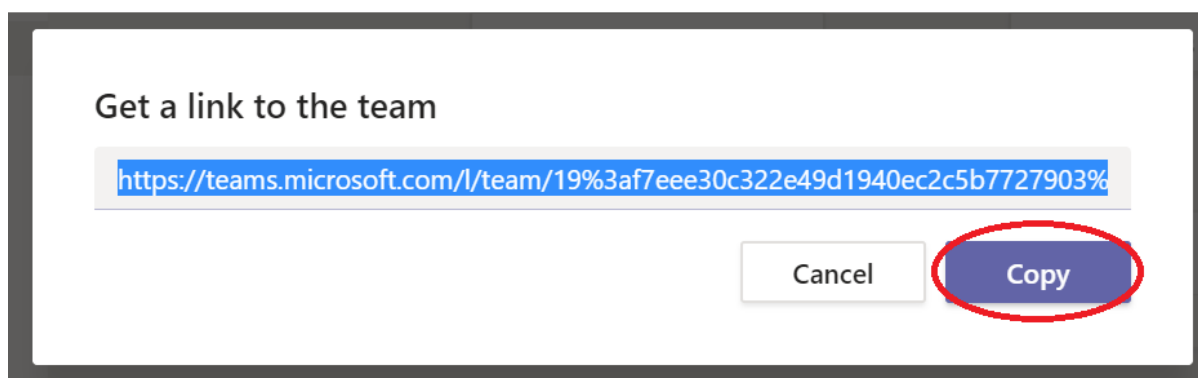 Get a link to the team
https://teams.microsoft.com/l/team/19%3af7eee30c322e49d1940ec2c5b7727903%
Cancel Copy